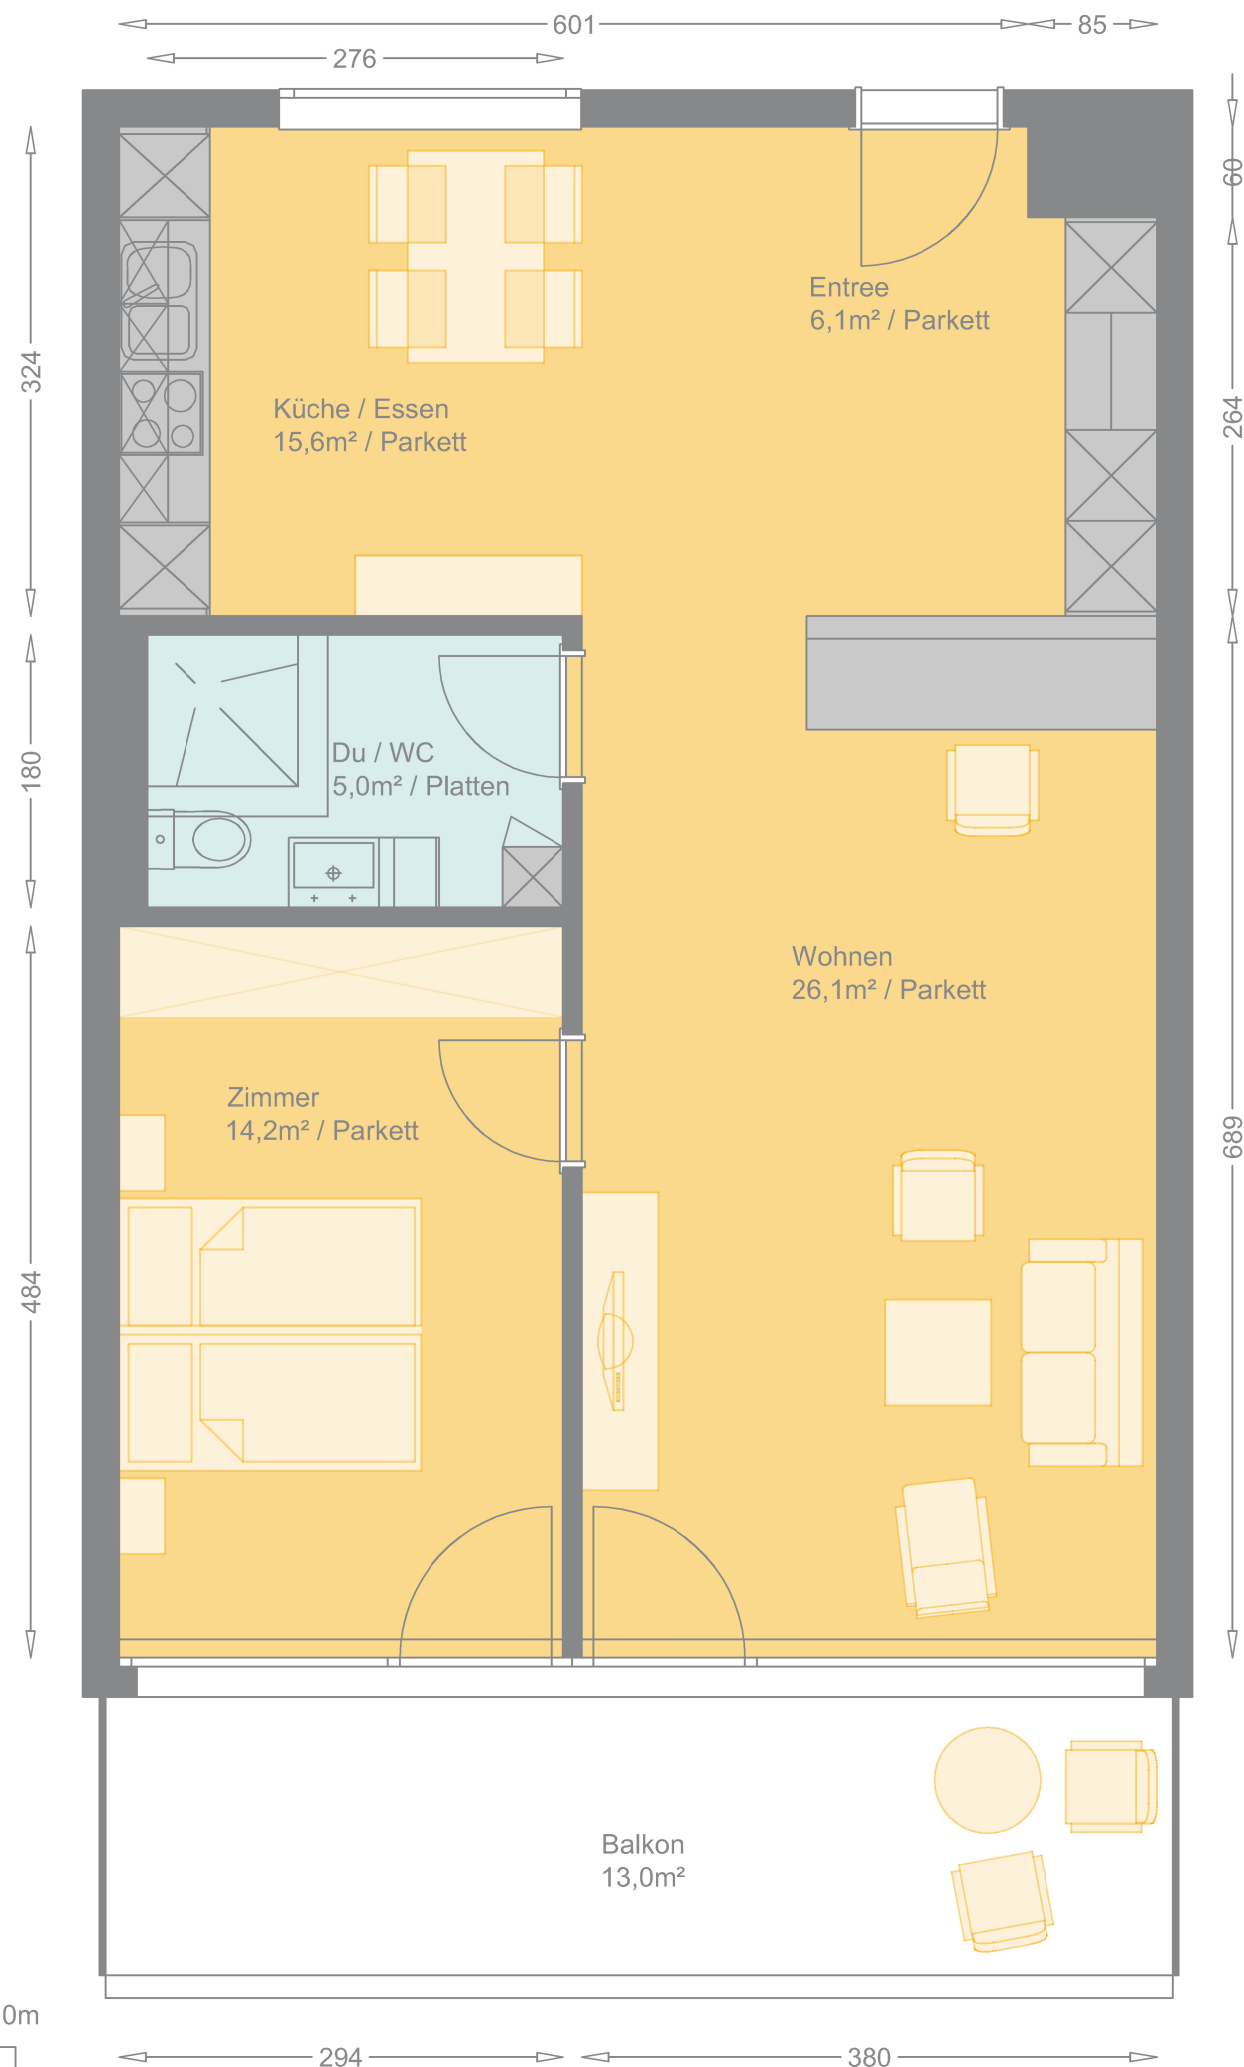 601
85
276
60
Entree
6,1m² / Parkett
324
Küche / Essen
15,6m² / Parkett
264
Du / WC
5,0m² / Platten
180
Wohnen
26,1m² / Parkett
Zimmer
14,2m² / Parkett
689
484
Balkon
13,0m²
0m
294
380